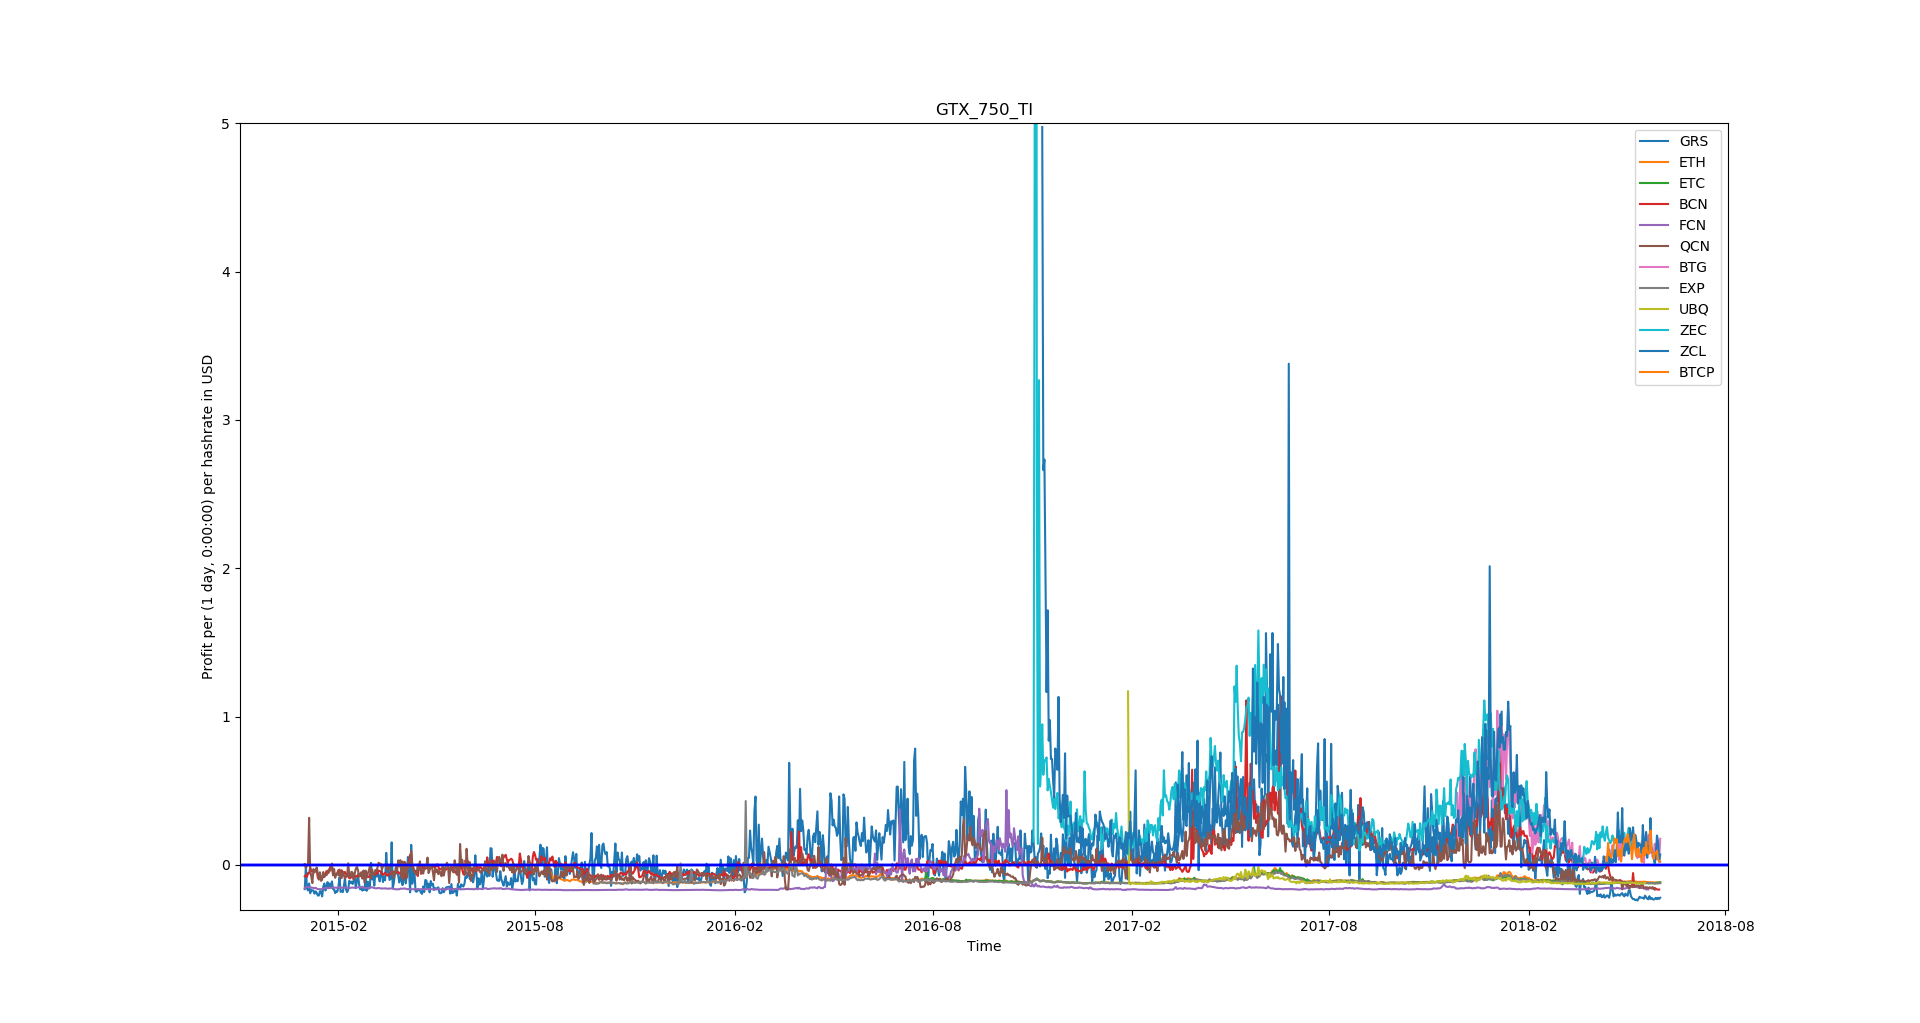 GTX_750_TI
Profit per (1 day, 0:00:00) per hashrate in USD
5
4
3
2
1
0
GRS
ETH
ETC
BCN
FCN
QCN
BTG
EXP
UBQ
ZEC
ZCL
BTCP
2015-02 2015-08 2016-02 2016-08 2017-02 2017-08 2018-02 2018-08
Time